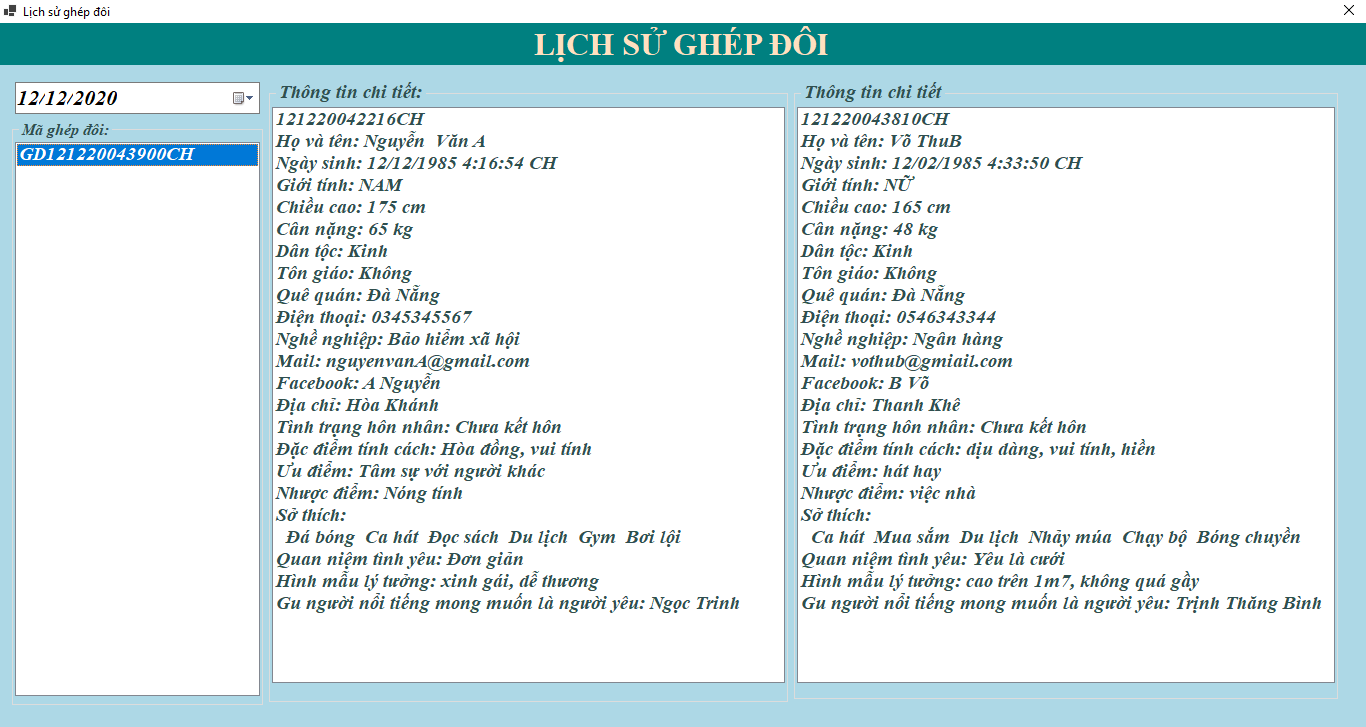 Lịch sử ghép đôi
LỊCH SỬ GHÉP ĐÔI
12/12/2020
Mã ghép đôi:
GD121220043900CH
Thông tin chi tiết:
121220042216CH
Họ và tên: Nguyễn  Văn A
Ngày sinh: 12/12/1985 4:16:54 CH
Giới tính: NAM
Chiều cao: 175 cm
Cân nặng: 65 kg
Dân tộc: Kinh
Tôn giáo: Không
Quê quán: Đà Nẵng
Điện thoại: 0345345567
Nghề nghiệp: Bảo hiểm xã hội
Mail: nguyenvanA@gmail.com
Facebook: A Nguyễn
Địa chỉ: Hòa Khánh
Tình trạng hôn nhân: Chưa kết hôn
Đặc điểm tính cách: Hòa đồng, vui tính
Ưu điểm: Tâm sự với người khác
Nhược điểm: Nóng tính
Sở thích:
Đá bóng  Ca hát  Đọc sách  Du lịch  Gym  Bơi lội
Quan niệm tình yêu: Đơn giản
Hình mẫu lý tưởng: xinh gái, dễ thương
Gu người nổi tiếng mong muốn là người yêu: Ngọc Trinh
Thông tin chi tiết
121220043810CH
Họ và tên: Võ ThuB
Ngày sinh: 12/02/1985 4:33:50 CH
Giới tính: NỮ
Chiều cao: 165 cm
Cân nặng: 48 kg
Dân tộc: Kinh
Tôn giáo: Không
Quê quán: Đà Nẵng
Điện thoại: 0546343344
Nghề nghiệp: Ngân hàng
Mail: vothub@gmiail.com
Facebook: B Võ
Địa chỉ: Thanh Khê
Tình trạng hôn nhân: Chưa kết hôn
Đặc điểm tính cách: dịu dàng, vui tính, hiền
Ưu điểm: hát hay
Nhược điểm: việc nhà
Sở thích:
Ca hát  Mua sắm  Du lịch  Nhảy múa  Chạy bộ  Bóng chuyền
Quan niệm tình yêu: Yêu là cưới
Hình mẫu lý tưởng: cao trên 1m7, không quá gầy
Gu người nổi tiếng mong muốn là người yêu: Trịnh Thăng Bình